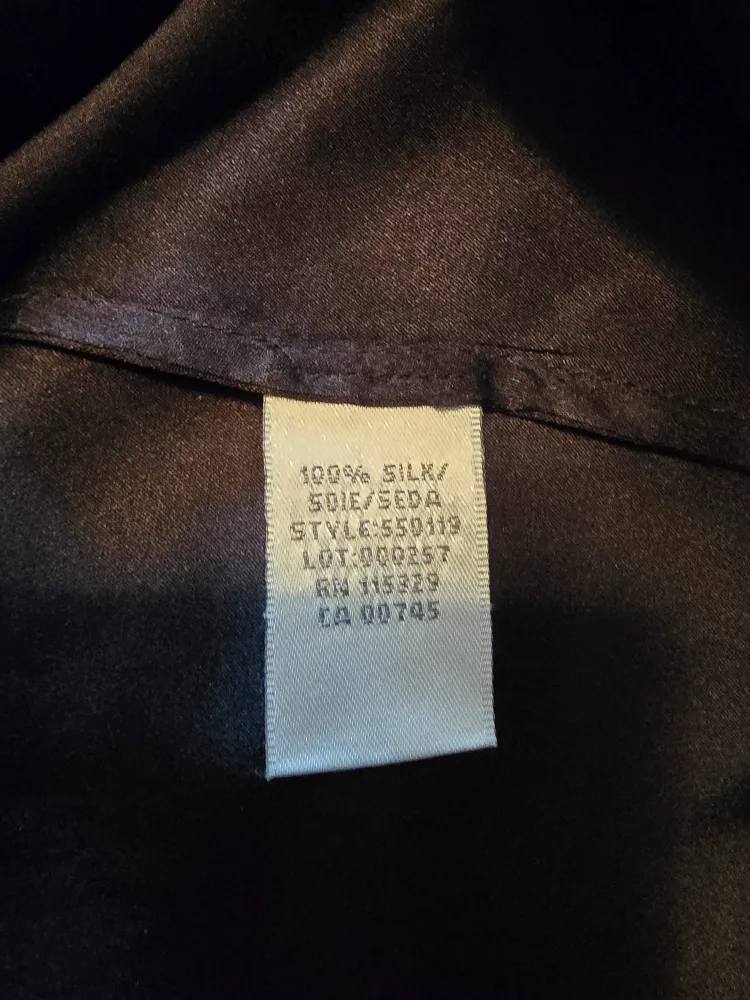 100% SILK/
SOIE/SEDA
STYLE:550119
LOT:000257
RN 115329
CA 00745